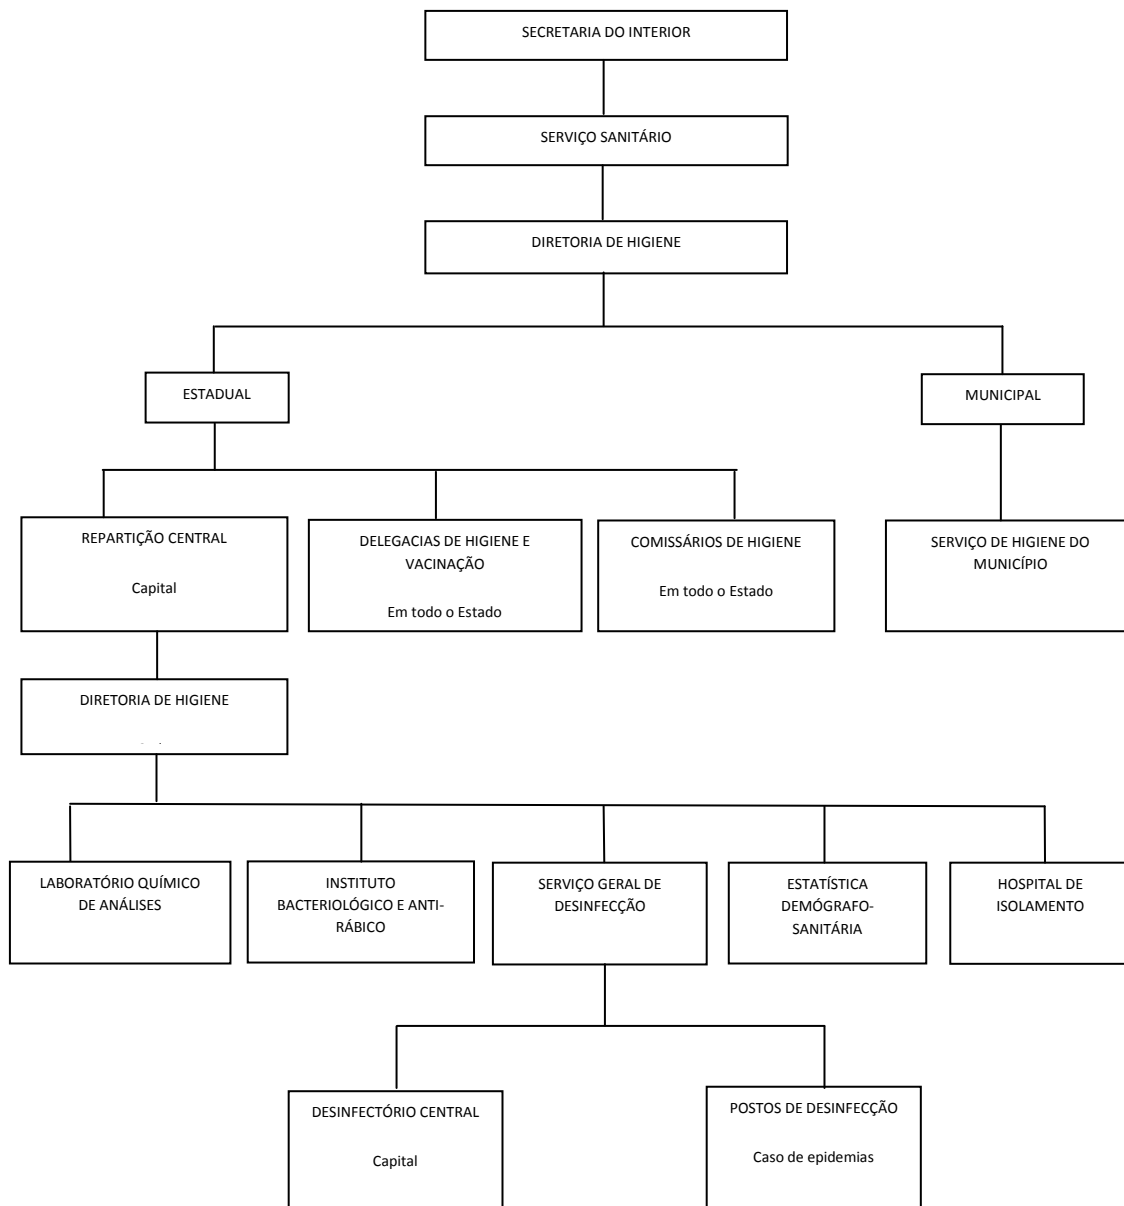 SECRETARIA DO INTERIOR
SERVIÇO SANITÁRIO
DIRETORIA DE HIGIENE
ESTADUAL
MUNICIPAL
REPARTIÇÃO CENTRAL
Capital
DELEGACIAS DE HIGIENE E
VACINAÇÃO
Em todo o Estado
COMISSÁRIOS DE HIGIENE
Em todo o Estado
SERVIÇO DE HIGIENE DO
MUNICÍPIO
DIRETORIA DE HIGIENE
LABORATÓRIO QUÍMICO
DE ANÁLISES
INSTITUTO
BACTERIOLÓGICO E ANTI-
RÁBICO
SERVIÇO GERAL DE
DESINFECÇÃO
ESTATÍSTICA
DEMÓGRAFO-
SANITÁRIA
HOSPITAL DE
ISOLAMENTO
DESINFECTÓRIO CENTRAL
Capital
POSTOS DE DESINFECÇÃO
Caso de epidemias